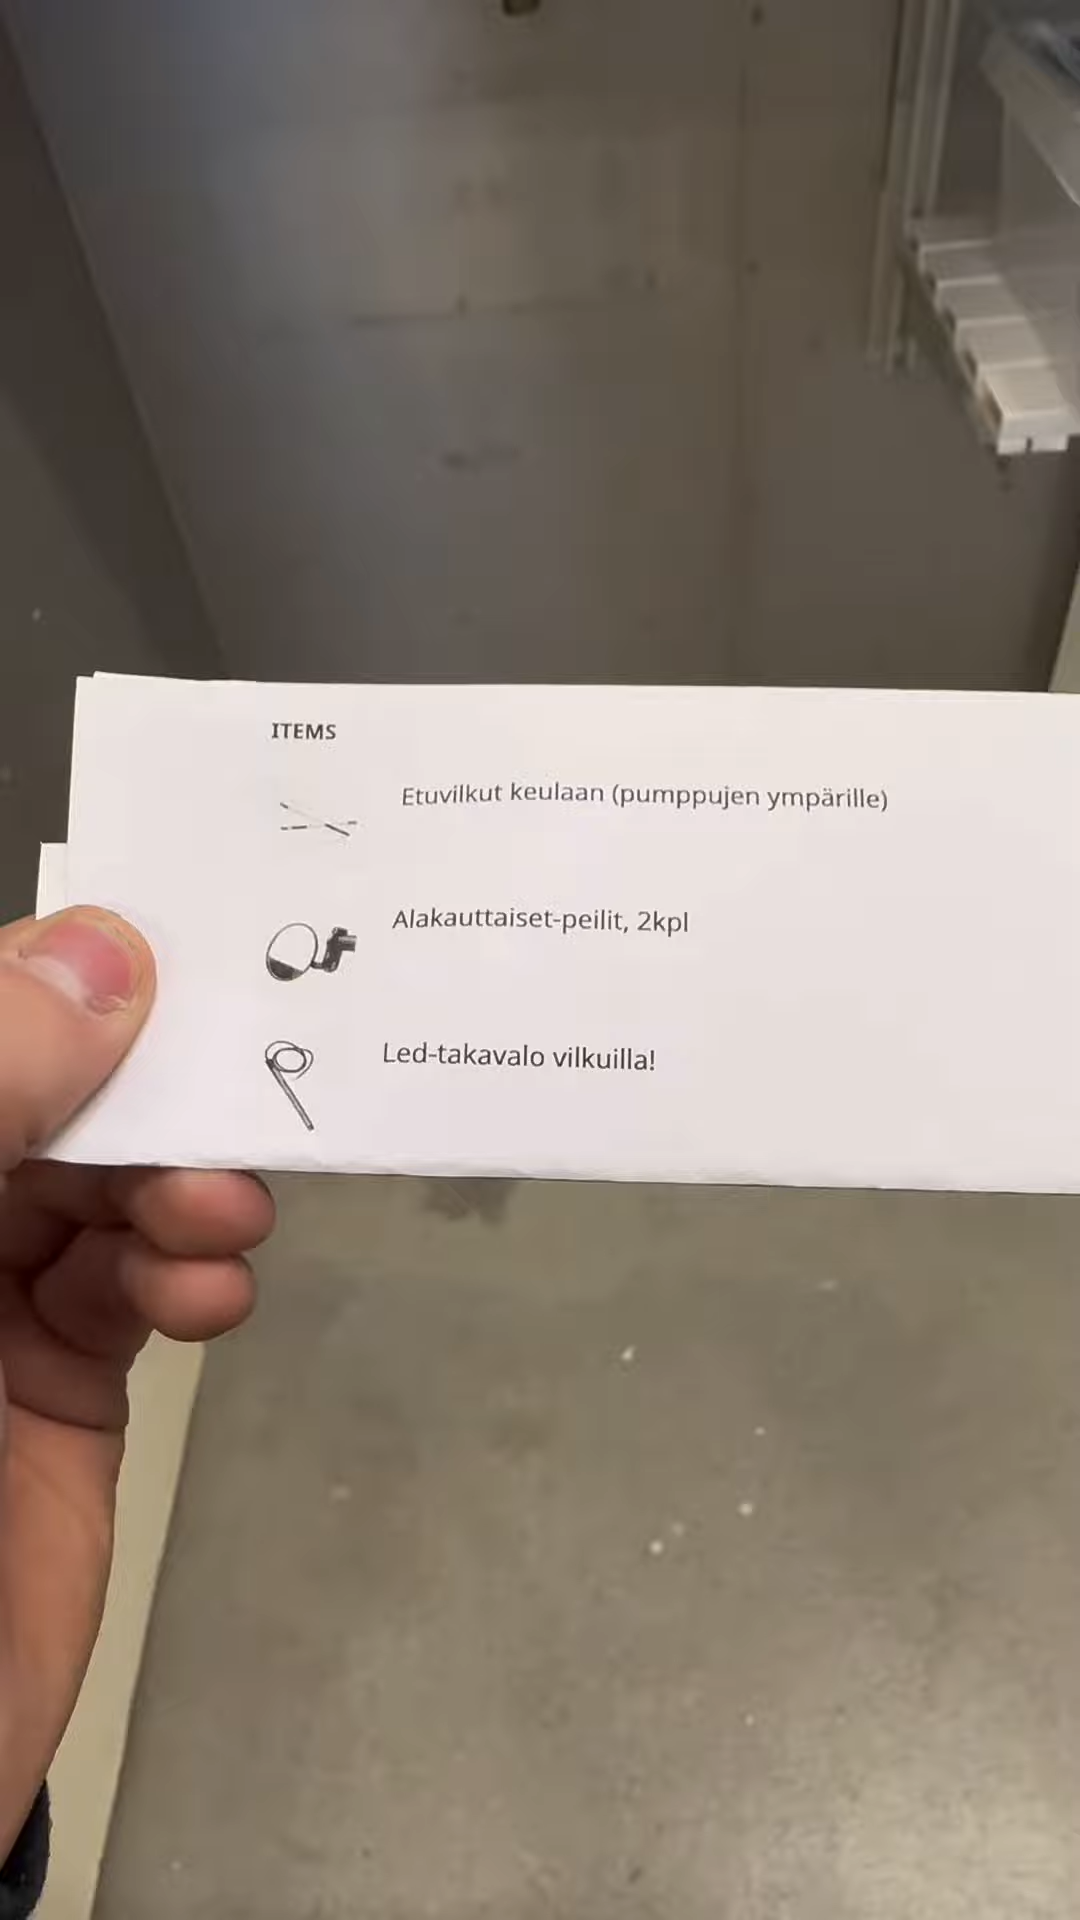 ITEMS
Etuvilkut keulaan (pumppujen ympärille)
Alakauttaiset-peilit, 2kpl
Led-takavalo vilkuilla!